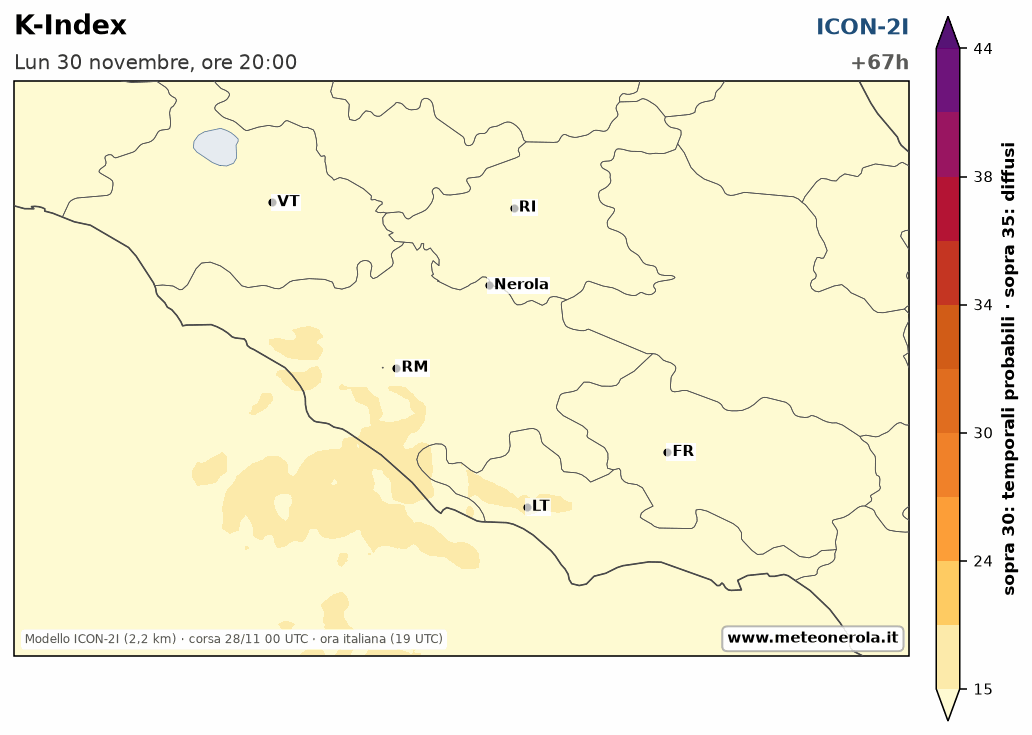 K-Index
ICON-2I
Lun 30 novembre, ore 20:00
+67h
VT
RI
Nerola
RM
FR
LT
Modello ICON-2I (2,2 km) · corsa 28/11 00 UTC · ora italiana (19 UTC)
www.meteonerola.it
44
38
34
30
24
15
sopra 30: temporali probabili · sopra 35: diffusi